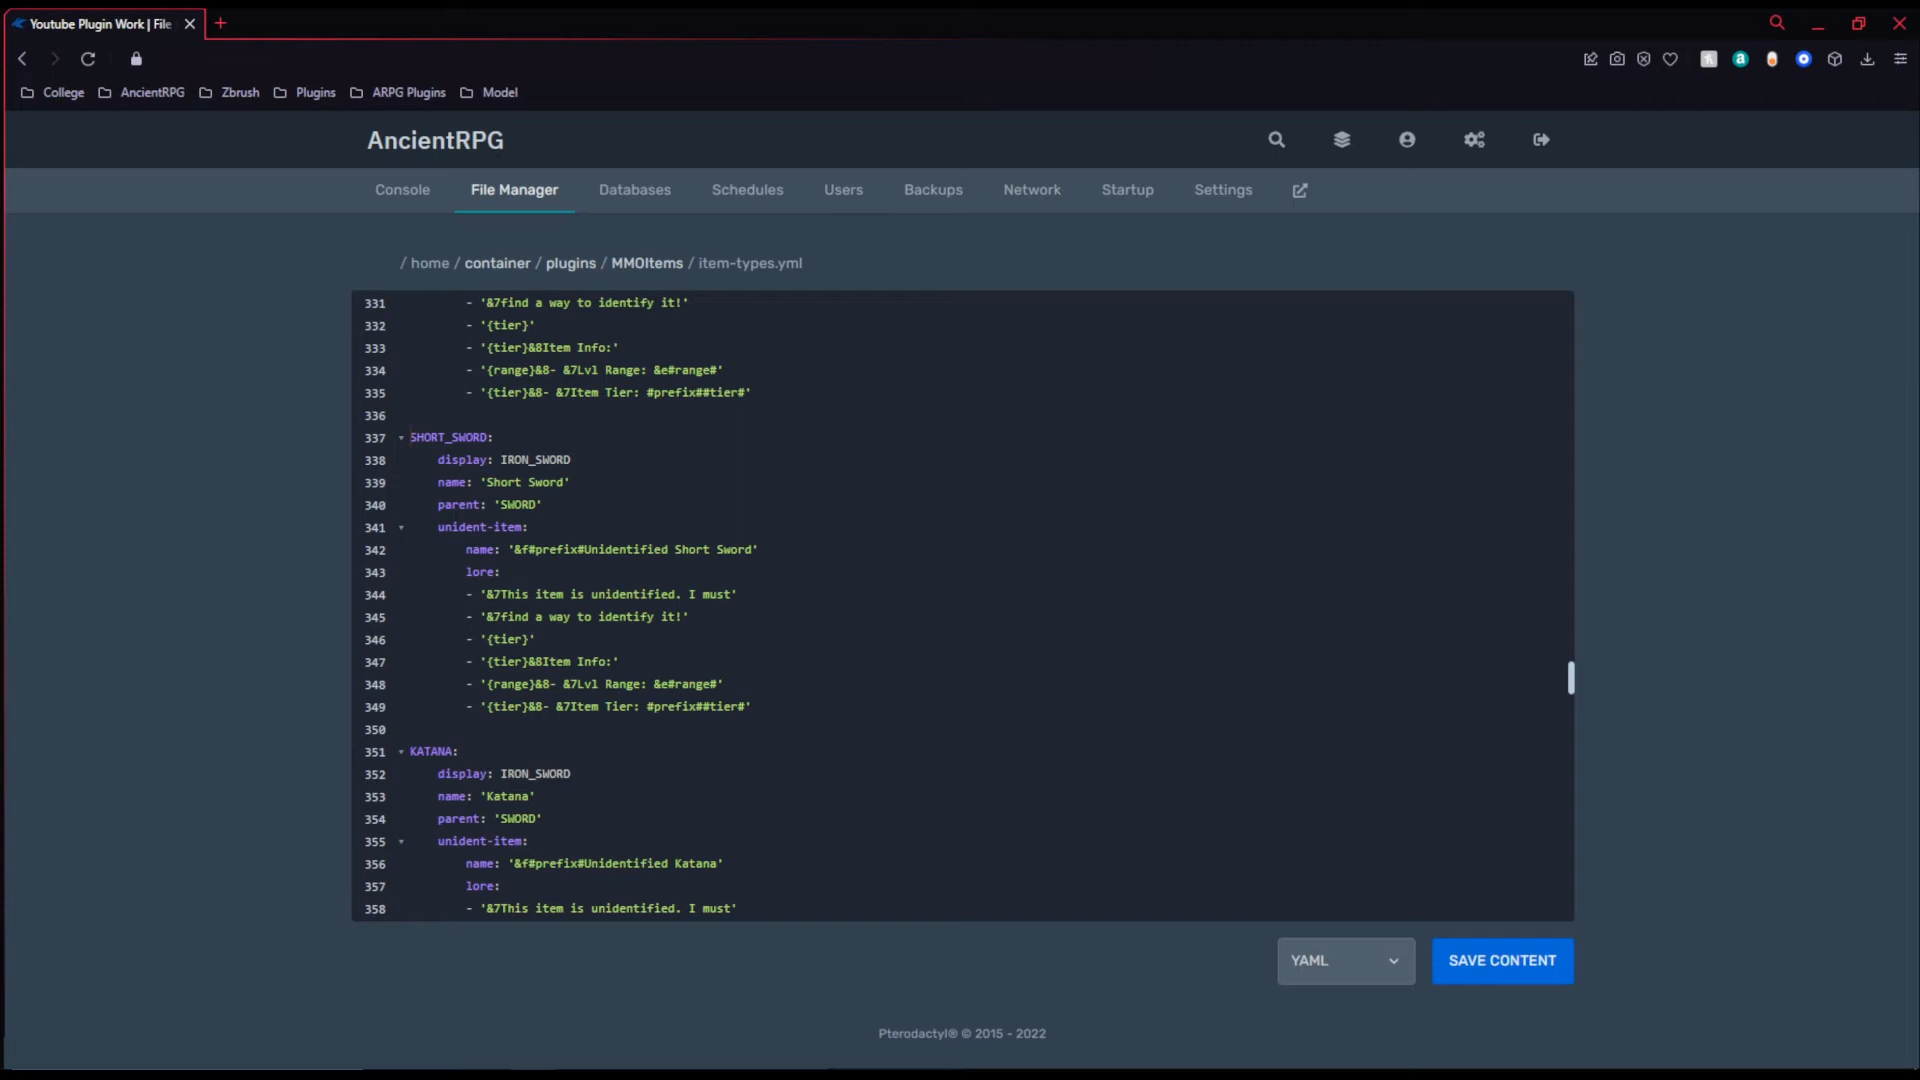 Youtube Plugin Work | File
College AncientRPG Zbrush Plugins ARPG Plugins Model
AncientRPG
Console File Manager Databases Schedules Users Backups Network Startup Settings
/ home / container / plugins / MMOItems / item-types.yml
331 - '&7find a way to identify it!'
332 - '{tier}'
333 - '{tier}&8Item Info:'
334 - '{range}&8- &7Lvl Range: &e#range#'
335 - '{tier}&8- &7Item Tier: #prefix##tier#'
336
337 SHORT_SWORD:
338 display: IRON_SWORD
339 name: 'Short Sword'
340 parent: 'SWORD'
341 unident-item:
342 name: '&f#prefix#Unidentified Short Sword'
343 lore:
344 - '&7This item is unidentified. I must'
345 - '&7find a way to identify it!'
346 - '{tier}'
347 - '{tier}&8Item Info:'
348 - '{range}&8- &7Lvl Range: &e#range#'
349 - '{tier}&8- &7Item Tier: #prefix##tier#'
350
351 KATANA:
352 display: IRON_SWORD
353 name: 'Katana'
354 parent: 'SWORD'
355 unident-item:
356 name: '&f#prefix#Unidentified Katana'
357 lore:
358 - '&7This item is unidentified. I must'
YAML SAVE CONTENT
Pterodactyl® © 2015 - 2022